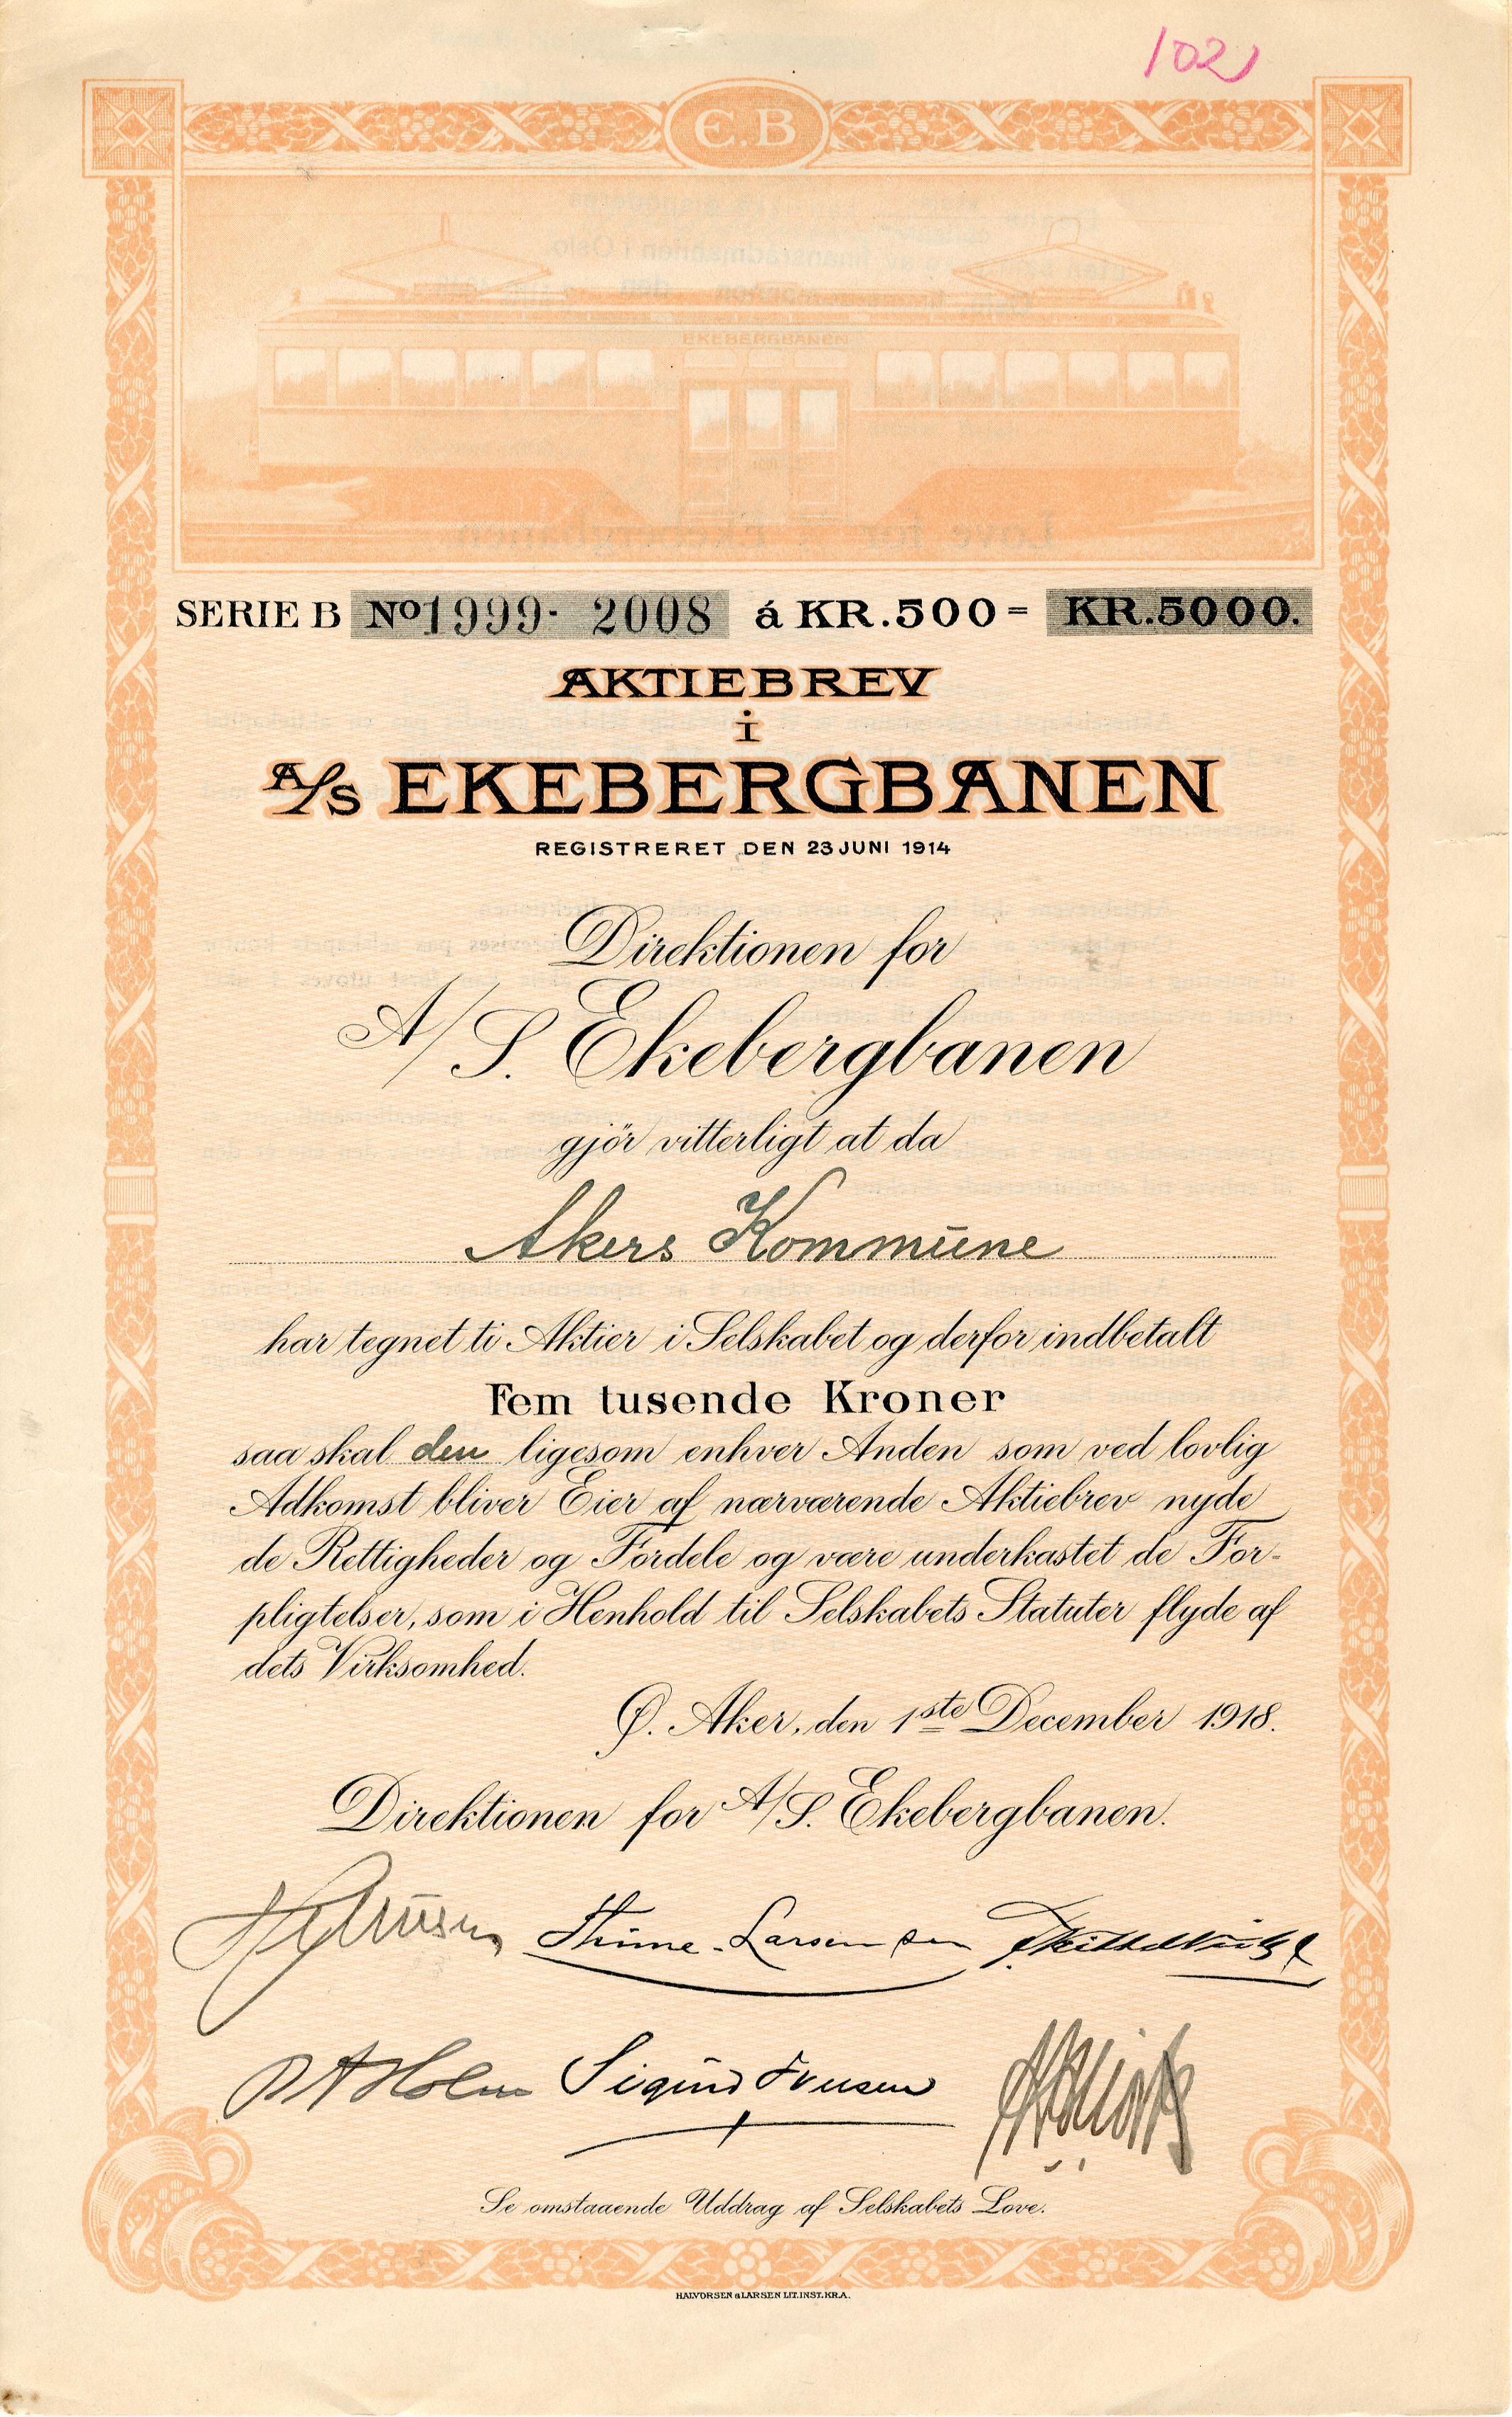 102
E.B
EKEBERGBANEN
SERIE B No 1999- 2008 á KR.500= KR.5000.
AKTIEBREV
i
A/S EKEBERGBANEN
REGISTRERET DEN 23 JUNI 1914
Direktionen for
A/S. Ekebergbanen
gjör vitterligt at da
Akers Kommune
har tegnet ti Aktier i Selskabet og derfor indbetalt
Fem tusende Kroner
saa skal den ligesom enhver Anden som ved lovlig
Adkomst bliver Eier af nærværende Aktiebrev nyde
de Rettigheder og Fordele og være underkastet de For-
pligtelser, som i Henhold til Selskabets Statuter flyde af
dets Virksomhed.
Ø. Aker, den 1ste December 1918.
Direktionen for A/S. Ekebergbanen.
Larsen
P A Holm Sigurd
Se omstaaende Uddrag af Selskabets Love.
HALVORSEN & LARSEN LIT. INST. KR.A.